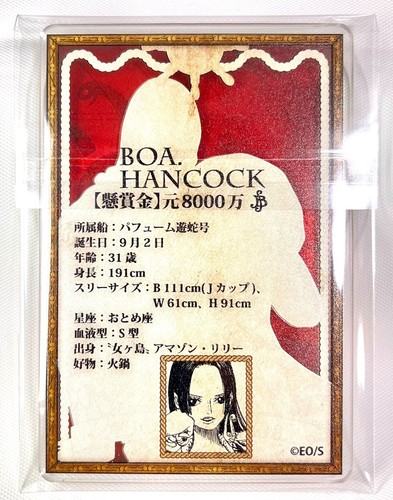 BOA.
HANCOCK
【懸賞金】元8000万
所属船：パフューム遊蛇号
誕生日：9月2日
年齢：31歳
身長：191cm
スリーサイズ：B 111cm(Jカップ)、
W 61cm、H 91cm
星座：おとめ座
血液型：S型
出身：〝女ヶ島〟アマゾン・リリー
好物：火鍋
©EO/S